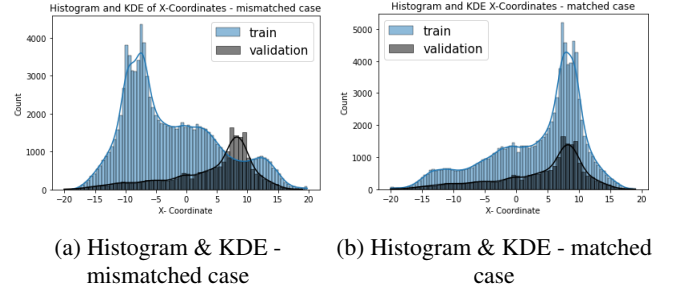 Histogram and KDE of X-Coordinates - mismatched case
train
validation
Count
4000
3000
2000
1000
0
−20 −15 −10 −5 0 5 10 15 20
X- Coordinate
(a) Histogram & KDE -
mismatched case
Histogram and KDE X-Coordinates - matched case
train
validation
Count
5000
4000
3000
2000
1000
0
−20 −15 −10 −5 0 5 10 15 20
X- Coordinate
(b) Histogram & KDE - matched
case